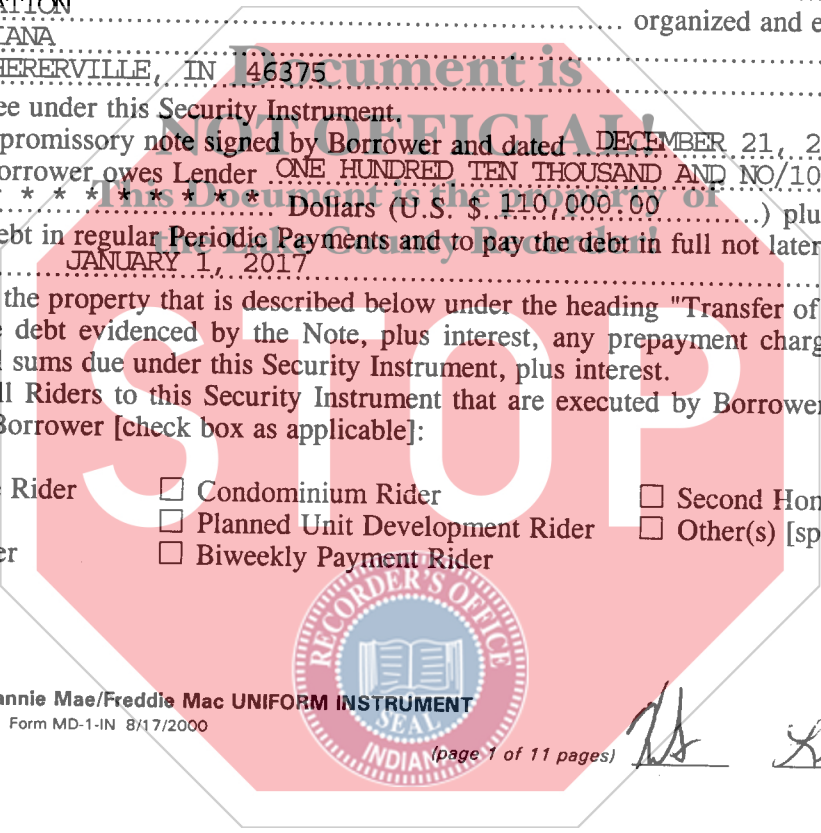 ATION
organized and e
IANA
HERERVILLE, IN 46375
Document is
ee under this Security Instrument.
NOT OFFICIAL!
promissory note signed by Borrower and dated DECEMBER 21, 2
orrower owes Lender ONE HUNDRED TEN THOUSAND AND NO/10
This Document is the property of
* * * * * * * * Dollars (U.S. $ 110,000.00 ) plu
the Lake County Recorder!
ebt in regular Periodic Payments and to pay the debt in full not later
JANUARY 1, 2017
the property that is described below under the heading "Transfer of
debt evidenced by the Note, plus interest, any prepayment charg
sums due under this Security Instrument, plus interest.
ll Riders to this Security Instrument that are executed by Borrower
Borrower [check box as applicable]:
STOP
Rider ☐ Condominium Rider ☐ Second Hom
☐ Planned Unit Development Rider ☐ Other(s) [sp
er ☐ Biweekly Payment Rider
RECORDER'S OFFICE
SEAL
INDIANA
annie Mae/Freddie Mac UNIFORM INSTRUMENT
Form MD-1-IN 8/17/2000
(page 1 of 11 pages)